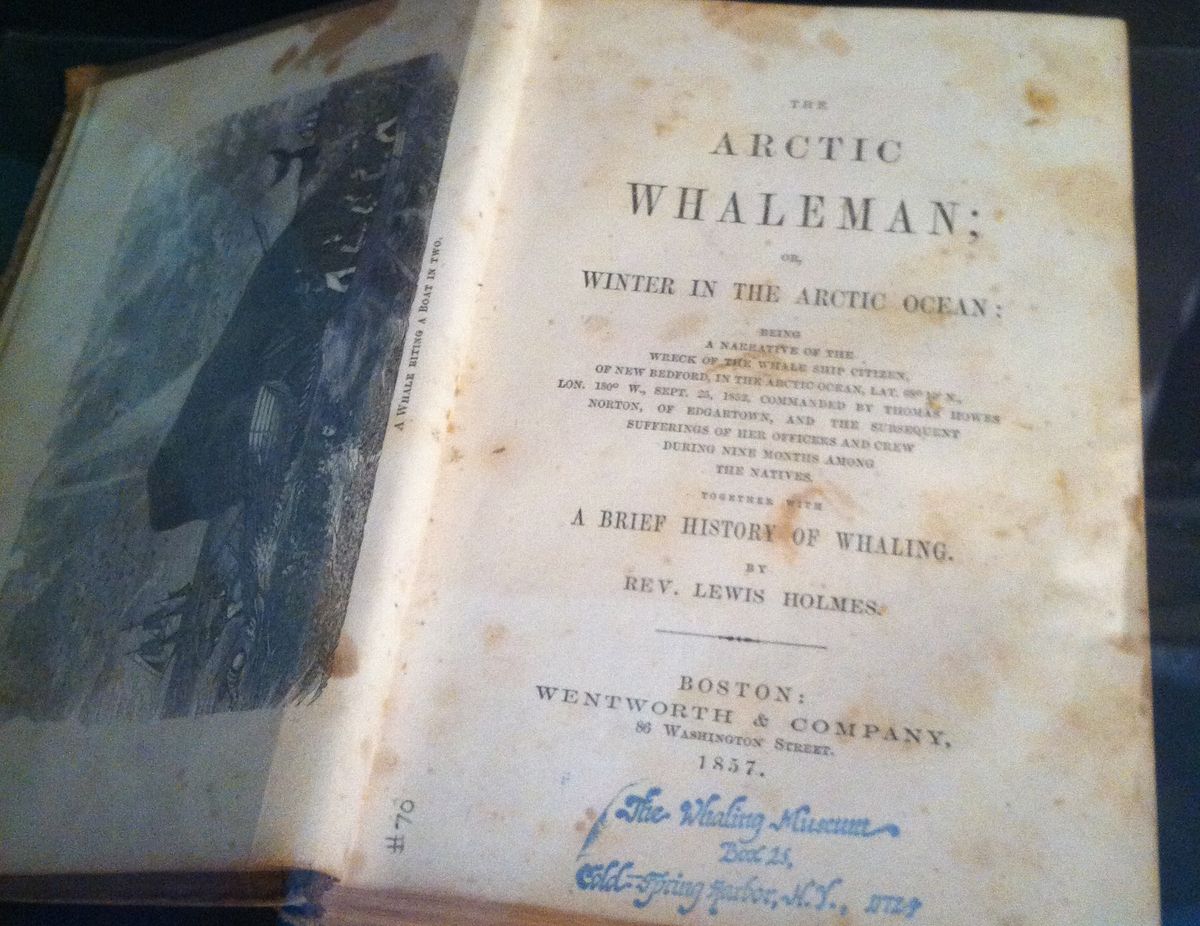 A WHALE BITING A BOAT IN TWO.
#70
THE
ARCTIC
WHALEMAN;
OR,
WINTER IN THE ARCTIC OCEAN:
BEING
A NARRATIVE OF THE
WRECK OF THE WHALE SHIP CITIZEN,
OF NEW BEDFORD, IN THE ARCTIC OCEAN, LAT. N.,
LON. 180° W., SEPT. 25, 1852, COMMANDED BY THOMAS HOWES
NORTON, OF EDGARTOWN, AND THE SUBSEQUENT
SUFFERINGS OF HER OFFICERS AND CREW
DURING NINE MONTHS AMONG
THE NATIVES.
TOGETHER WITH
A BRIEF HISTORY OF WHALING.
BY
REV. LEWIS HOLMES.
BOSTON:
WENTWORTH & COMPANY,
86 WASHINGTON STREET.
1857.
The Whaling Museum
Box 25,
Cold Spring Harbor, N.Y., 11724